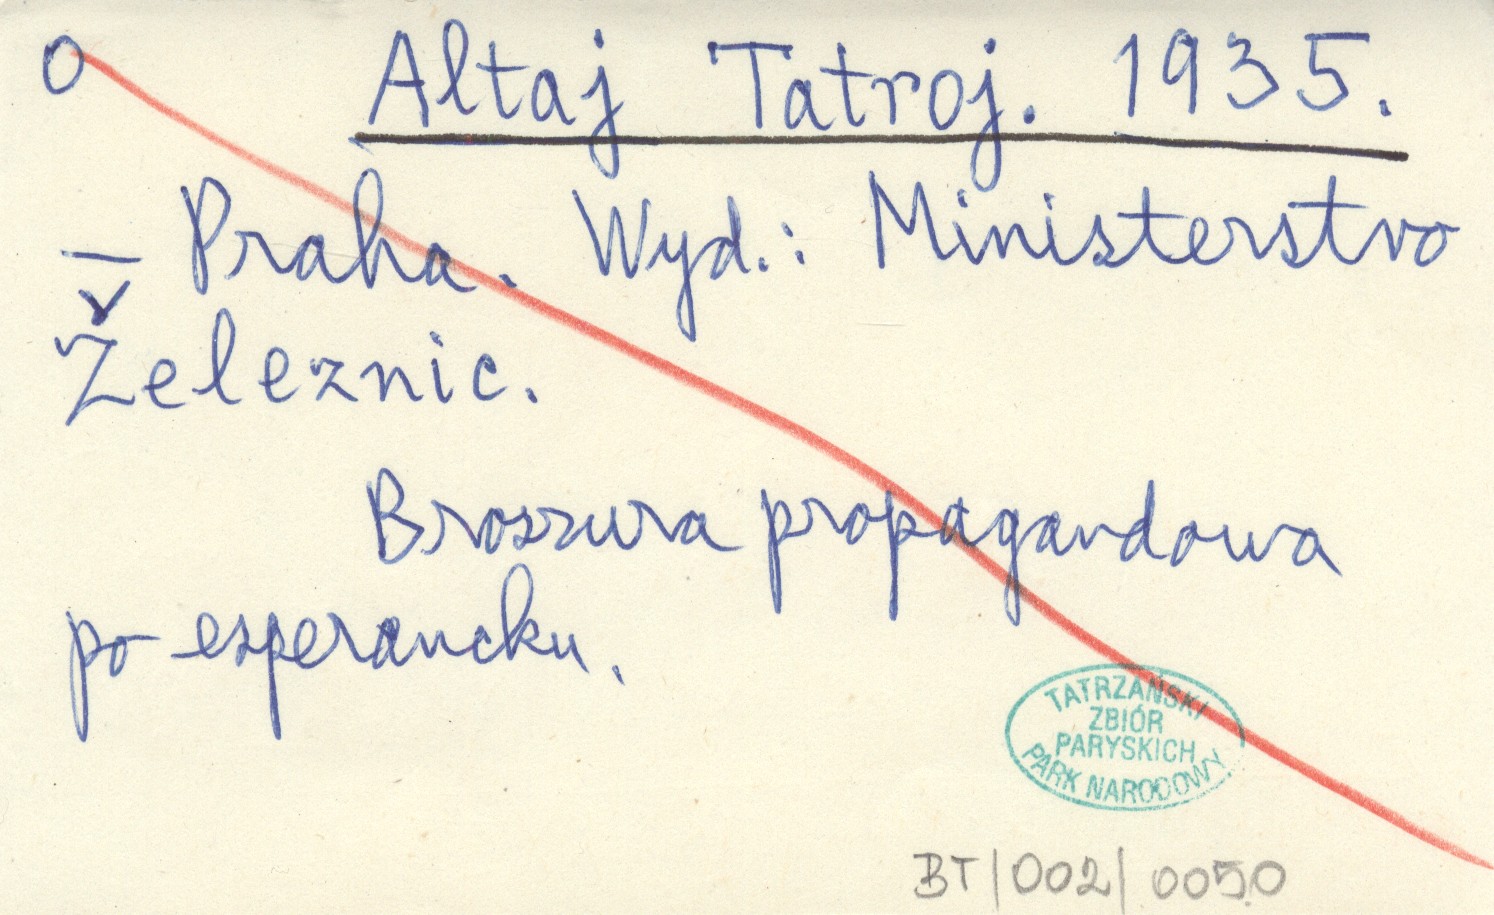 O Altaj Tatroj. 1935.
— Praha. Wyd.: Ministerstvo
Železnic.
Broszura propagandowa
po esperancku.
TATRZAŃSKI
ZBIÓR
PARYSKICH
PARK NARODOWY
BT/002/0050